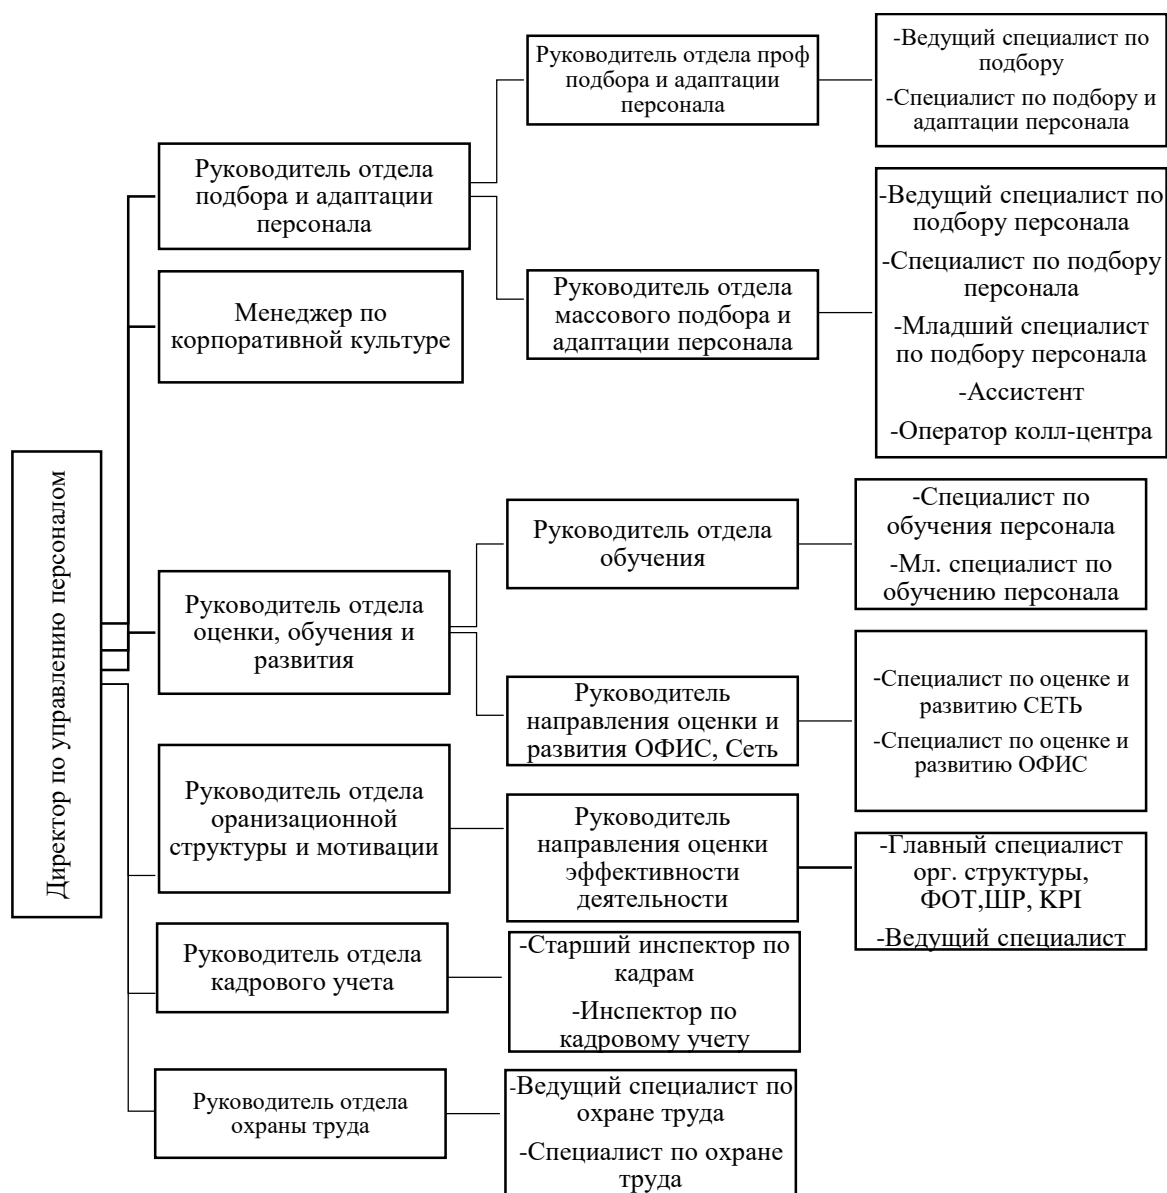 Директор по управлению персоналом
Руководитель отдела
подбора и адаптации
персонала
Руководитель отдела проф
подбора и адаптации
персонала
-Ведущий специалист по
подбору
-Специалист по подбору и
адаптации персонала
Руководитель отдела
массового подбора и
адаптации персонала
-Ведущий специалист по
подбору персонала
-Специалист по подбору
персонала
-Младший специалист
по подбору персонала
-Ассистент
-Оператор колл-центра
Менеджер по
корпоративной культуре
Руководитель отдела
оценки, обучения и
развития
Руководитель отдела
обучения
-Специалист по
обучения персонала
-Мл. специалист по
обучению персонала
Руководитель
направления оценки и
развития ОФИС, Сеть
-Специалист по оценке и
развитию СЕТЬ
-Специалист по оценке и
развитию ОФИС
Руководитель отдела
оранизационной
структуры и мотивации
Руководитель
направления оценки
эффективности
деятельности
-Главный специалист
орг. структуры,
ФОТ,ШР, KPI
-Ведущий специалист
Руководитель отдела
кадрового учета
-Старший инспектор по
кадрам
-Инспектор по
кадровому учету
Руководитель отдела
охраны труда
-Ведущий специалист по
охране труда
-Специалист по охране
труда